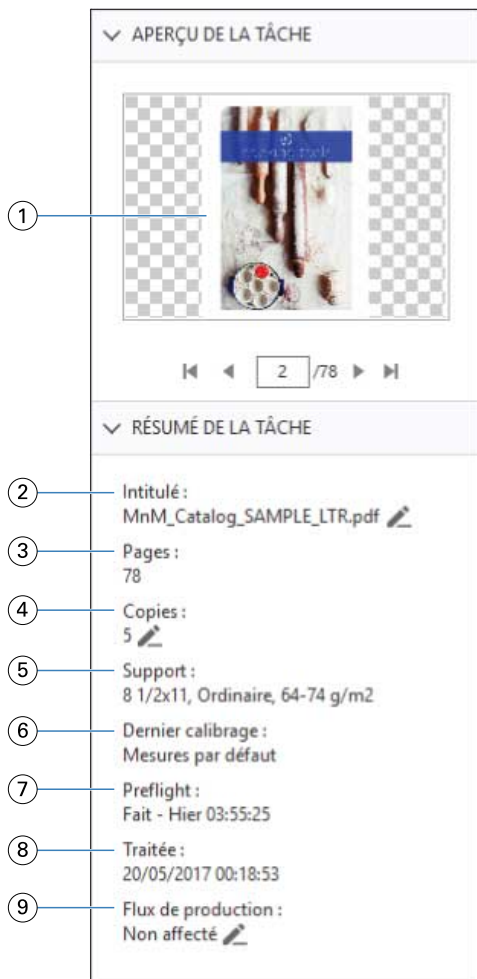 APERÇU DE LA TÂCHE
1
2 /78
RÉSUMÉ DE LA TÂCHE
2 Intitulé :
MnM_Catalog_SAMPLE_LTR.pdf
3 Pages :
78
4 Copies :
5
5 Support :
8 1/2x11, Ordinaire, 64-74 g/m2
6 Dernier calibrage :
Mesures par défaut
7 Preflight :
Fait - Hier 03:55:25
8 Traitée :
20/05/2017 00:18:53
9 Flux de production :
Non affecté